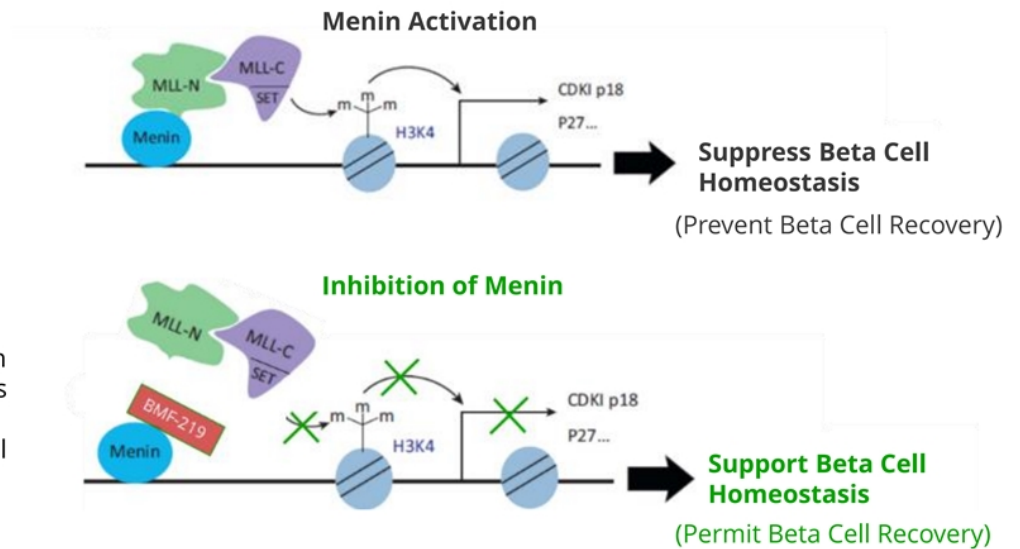 Menin Activation
MLL-N
MLL-C
SET
Menin
m
m
m
H3K4
CDKI p18
P27...
Suppress Beta Cell
Homeostasis
(Prevent Beta Cell Recovery)
Inhibition of Menin
MLL-N
MLL-C
SET
BMF-219
Menin
m
m
m
H3K4
CDKI p18
P27...
Support Beta Cell
Homeostasis
(Permit Beta Cell Recovery)